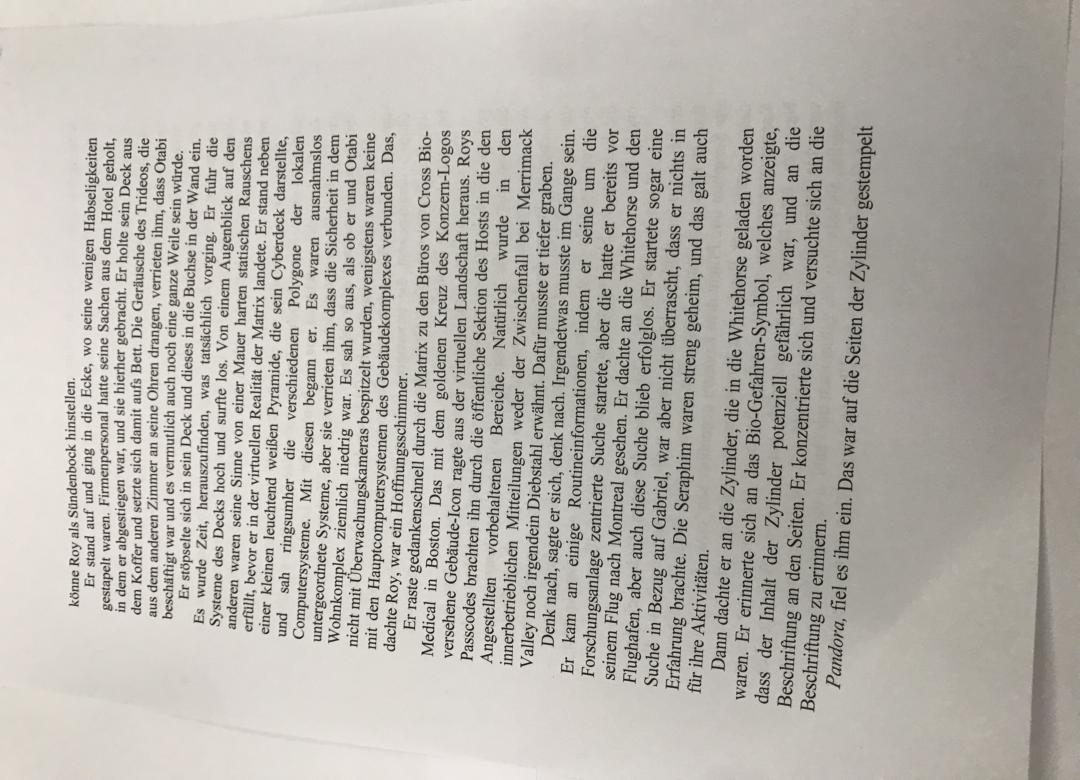 könne Roy als Sündenbock hinstellen.
Er stand auf und ging in die Ecke, wo seine wenigen Habseligkeiten
gestapelt waren. Firmenpersonal hatte seine Sachen aus dem Hotel geholt,
in dem er abgestiegen war, und sie hierher gebracht. Er holte sein Deck aus
dem Koffer und setzte sich damit aufs Bett. Die Geräusche des Trideos, die
aus dem anderen Zimmer an seine Ohren drangen, verrieten ihm, dass Otabi
beschäftigt war und es vermutlich auch noch eine ganze Weile sein würde.
Er stöpselte sich in sein Deck und dieses in die Buchse in der Wand ein.
Es wurde Zeit, herauszufinden, was tatsächlich vorging. Er fuhr die
Systeme des Decks hoch und surfte los. Von einem Augenblick auf den
anderen waren seine Sinne von einer Mauer harten statischen Rauschens
erfüllt, bevor er in der virtuellen Realität der Matrix landete. Er stand neben
einer kleinen leuchtend weißen Pyramide, die sein Cyberdeck darstellte,
und sah ringsumher die verschiedenen Polygone der lokalen
Computersysteme. Mit diesen begann er. Es waren ausnahmslos
untergeordnete Systeme, aber sie verrieten ihm, dass die Sicherheit in dem
Wohnkomplex ziemlich niedrig war. Es sah so aus, als ob er und Otabi
nicht mit Überwachungskameras bespitzelt wurden, wenigstens waren keine
mit den Hauptcomputersystemen des Gebäudekomplexes verbunden. Das,
dachte Roy, war ein Hoffnungsschimmer.
Er raste gedankenschnell durch die Matrix zu den Büros von Cross Bio-
Medical in Boston. Das mit dem goldenen Kreuz des Konzern-Logos
versehene Gebäude-Icon ragte aus der virtuellen Landschaft heraus. Roys
Passcodes brachten ihn durch die öffentliche Sektion des Hosts in die den
Angestellten vorbehaltenen Bereiche. Natürlich wurde in den
innerbetrieblichen Mitteilungen weder der Zwischenfall bei Merrimack
Valley noch irgendein Diebstahl erwähnt. Dafür musste er tiefer graben.
Denk nach, sagte er sich, denk nach. Irgendetwas musste im Gange sein.
Er kam an einige Routineinformationen, indem er seine um die
Forschungsanlage zentrierte Suche startete, aber die hatte er bereits vor
seinem Flug nach Montreal gesehen. Er dachte an die Whitehorse und den
Flughafen, aber auch diese Suche blieb erfolglos. Er startete sogar eine
Suche in Bezug auf Gabriel, war aber nicht überrascht, dass er nichts in
Erfahrung brachte. Die Seraphim waren streng geheim, und das galt auch
für ihre Aktivitäten.
Dann dachte er an die Zylinder, die in die Whitehorse geladen worden
waren. Er erinnerte sich an das Bio-Gefahren-Symbol, welches anzeigte,
dass der Inhalt der Zylinder potenziell gefährlich war, und an die
Beschriftung an den Seiten. Er konzentrierte sich und versuchte sich an die
Beschriftung zu erinnern.
Pandora, fiel es ihm ein. Das war auf die Seiten der Zylinder gestempelt